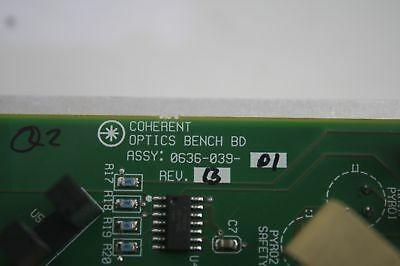 Q2
COHERENT
OPTICS BENCH BD
ASSY: 0636-039-01
REV. B
R17
R18
R19
R20
U5
U4
C7
PYRO2
SAFETY
PYRO1